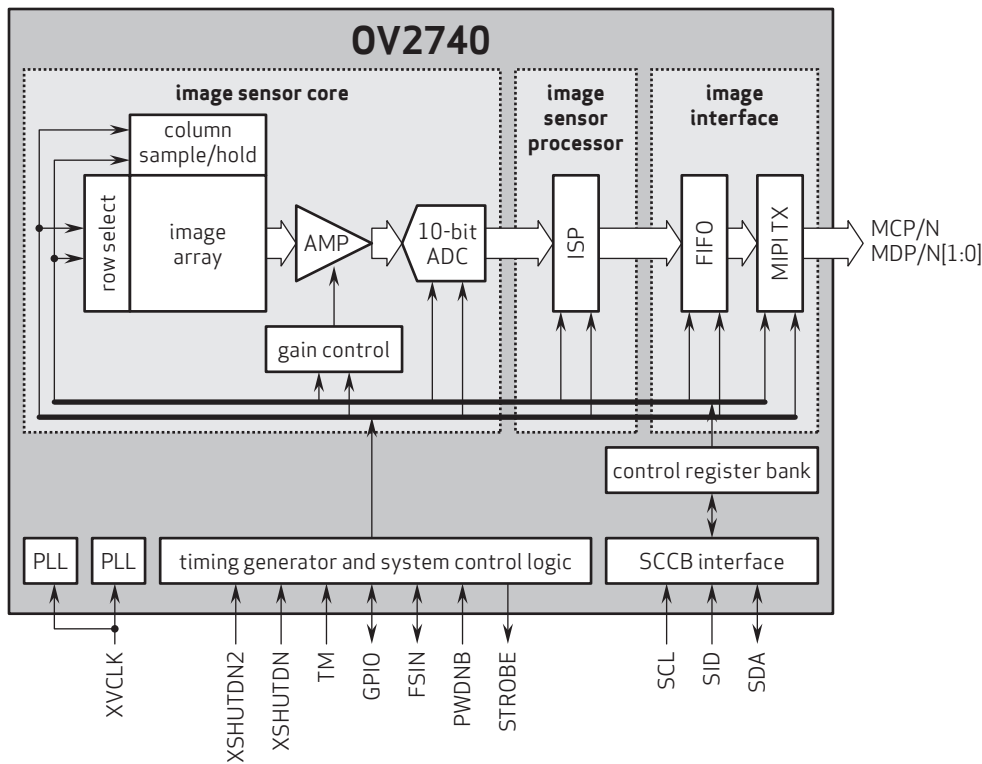 OV2740
image sensor core
image
sensor
processor
image
interface
column
sample/hold
row select
image
array
AMP
10-bit
ADC
gain control
ISP
FIFO
MIPI TX
MCP/N
MDP/N[1:0]
control register bank
PLL
PLL
timing generator and system control logic
SCCB interface
XVCLK
XSHUTDN2
XSHUTDN
TM
GPIO
FSIN
PWDNB
STROBE
SCL
SID
SDA